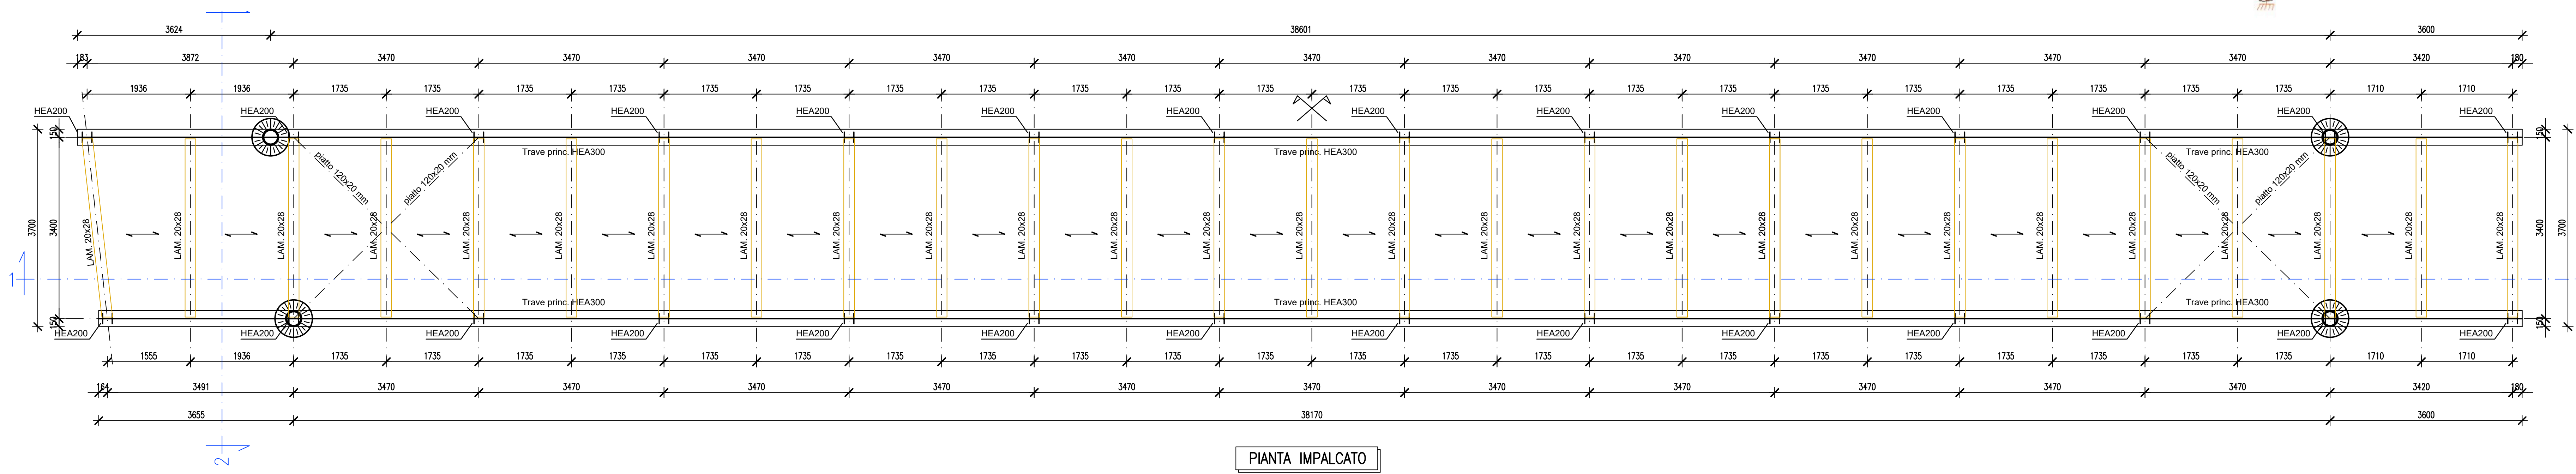 3624 38601 3600
183 3872 3470 3470 3470 3470 3470 3470 3470 3470 3470 3470 3470 3420 180
1936 1936 1735 1735 1735 1735 1735 1735 1735 1735 1735 1735 1735 1735 1735 1735 1735 1735 1735 1735 1735 1735 1735 1735 1710 1710
HEA200 HEA200 HEA200 HEA200 HEA200 HEA200 HEA200 HEA200 HEA200 HEA200 HEA200 HEA200 HEA200 HEA200
150 150
Trave princ. HEA300 Trave princ. HEA300 Trave princ. HEA300
piatto 120x20 mm piatto 120x20 mm piatto 120x20 mm piatto 120x20 mm
3700 3400 3400 3700
LAM. 20x28 LAM. 20x28 LAM. 20x28 LAM. 20x28 LAM. 20x28 LAM. 20x28 LAM. 20x28 LAM. 20x28 LAM. 20x28 LAM. 20x28 LAM. 20x28 LAM. 20x28 LAM. 20x28 LAM. 20x28 LAM. 20x28 LAM. 20x28 LAM. 20x28 LAM. 20x28 LAM. 20x28 LAM. 20x28 LAM. 20x28 LAM. 20x28 LAM. 20x28 LAM. 20x28 LAM. 20x28 LAM. 20x28 LAM. 20x28
1
Trave princ. HEA300 Trave princ. HEA300 Trave princ. HEA300
150 150
HEA200 HEA200 HEA200 HEA200 HEA200 HEA200 HEA200 HEA200 HEA200 HEA200 HEA200 HEA200 HEA200 HEA200
1555 1936 1735 1735 1735 1735 1735 1735 1735 1735 1735 1735 1735 1735 1735 1735 1735 1735 1735 1735 1735 1735 1735 1735 1710 1710
164 3491 3470 3470 3470 3470 3470 3470 3470 3470 3470 3470 3470 3420 180
3655 38170 3600
2
PIANTA IMPALCATO